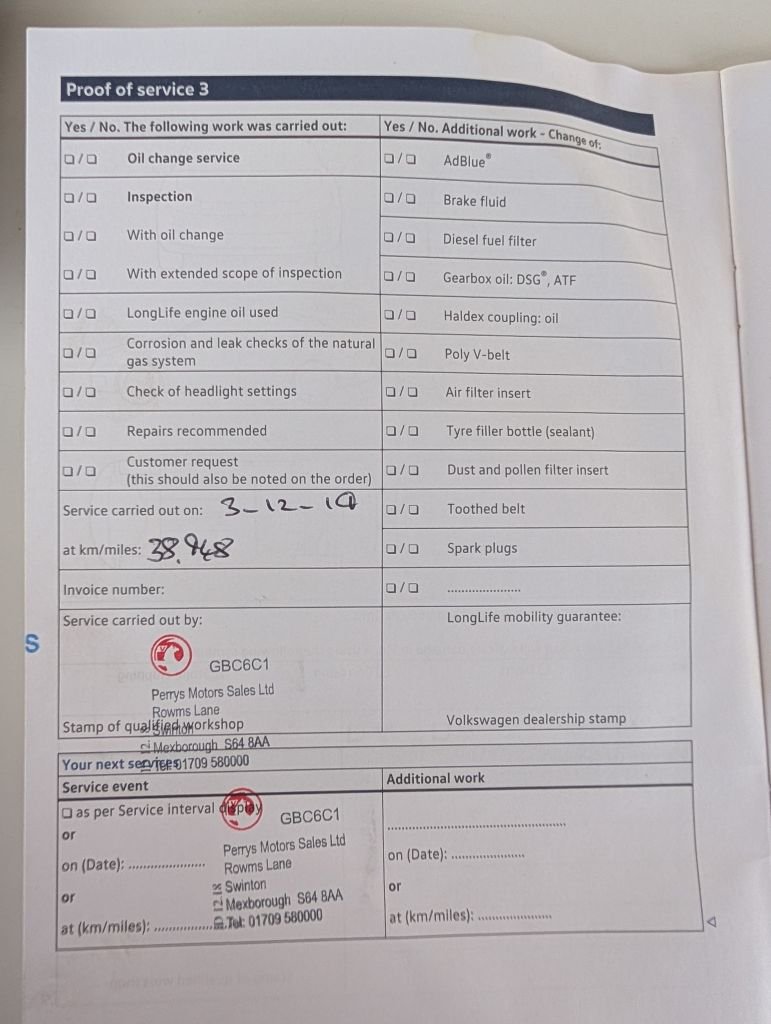 Proof of service 3
Yes / No. The following work was carried out:
❏/❏ Oil change service
❏/❏ Inspection
❏/❏ With oil change
❏/❏ With extended scope of inspection
❏/❏ LongLife engine oil used
❏/❏ Corrosion and leak checks of the natural
gas system
❏/❏ Check of headlight settings
❏/❏ Repairs recommended
❏/❏ Customer request
(this should also be noted on the order)
Service carried out on: 3-12-19
at km/miles: 38,948
Invoice number:
Yes / No. Additional work - Change of:
❏/❏ AdBlue®
❏/❏ Brake fluid
❏/❏ Diesel fuel filter
❏/❏ Gearbox oil: DSG®, ATF
❏/❏ Haldex coupling: oil
❏/❏ Poly V-belt
❏/❏ Air filter insert
❏/❏ Tyre filler bottle (sealant)
❏/❏ Dust and pollen filter insert
❏/❏ Toothed belt
❏/❏ Spark plugs
❏/❏ .....................
Service carried out by:
GBC6C1
Perrys Motors Sales Ltd
Rowms Lane
Swinton
Mexborough S64 8AA
Tel: 01709 580000
Stamp of qualified workshop
LongLife mobility guarantee:
Volkswagen dealership stamp
S
Your next services
Service event
❏ as per Service interval display
or
on (Date): .....................
or
at (km/miles): .....................
GBC6C1
Perrys Motors Sales Ltd
Rowms Lane
Swinton
Mexborough S64 8AA
Tel: 01709 580000
Additional work
..................................................
on (Date): .....................
or
at (km/miles): .....................